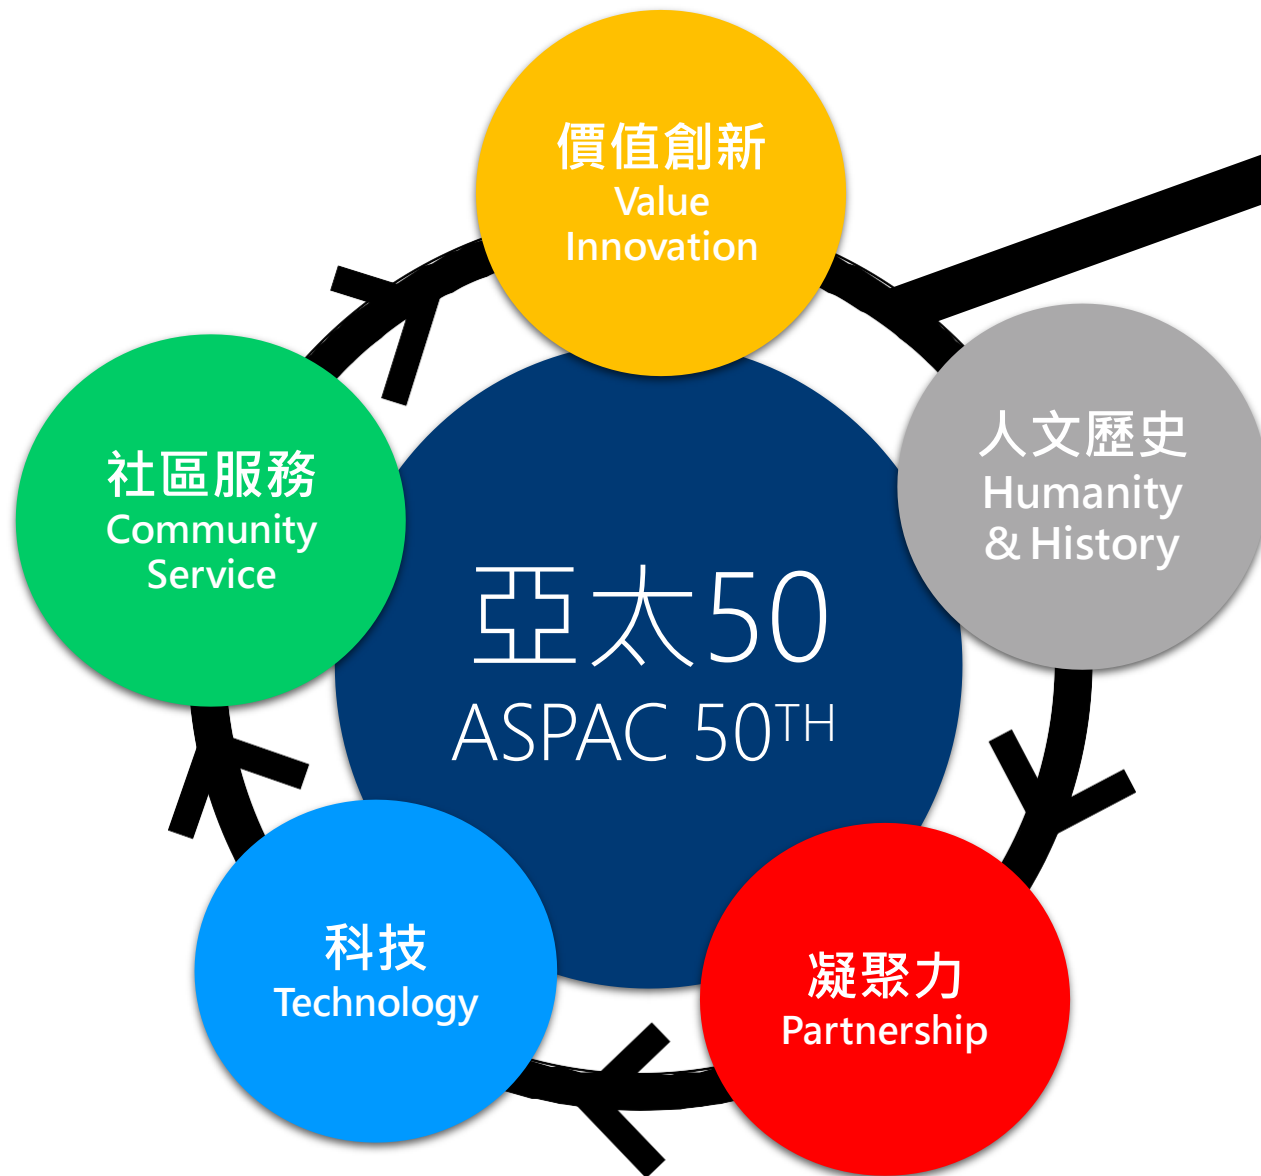 價值創新
Value
Innovation
人文歷史
Humanity
& History
社區服務
Community
Service
亞太50
ASPAC 50TH
科技
Technology
凝聚力
Partnership